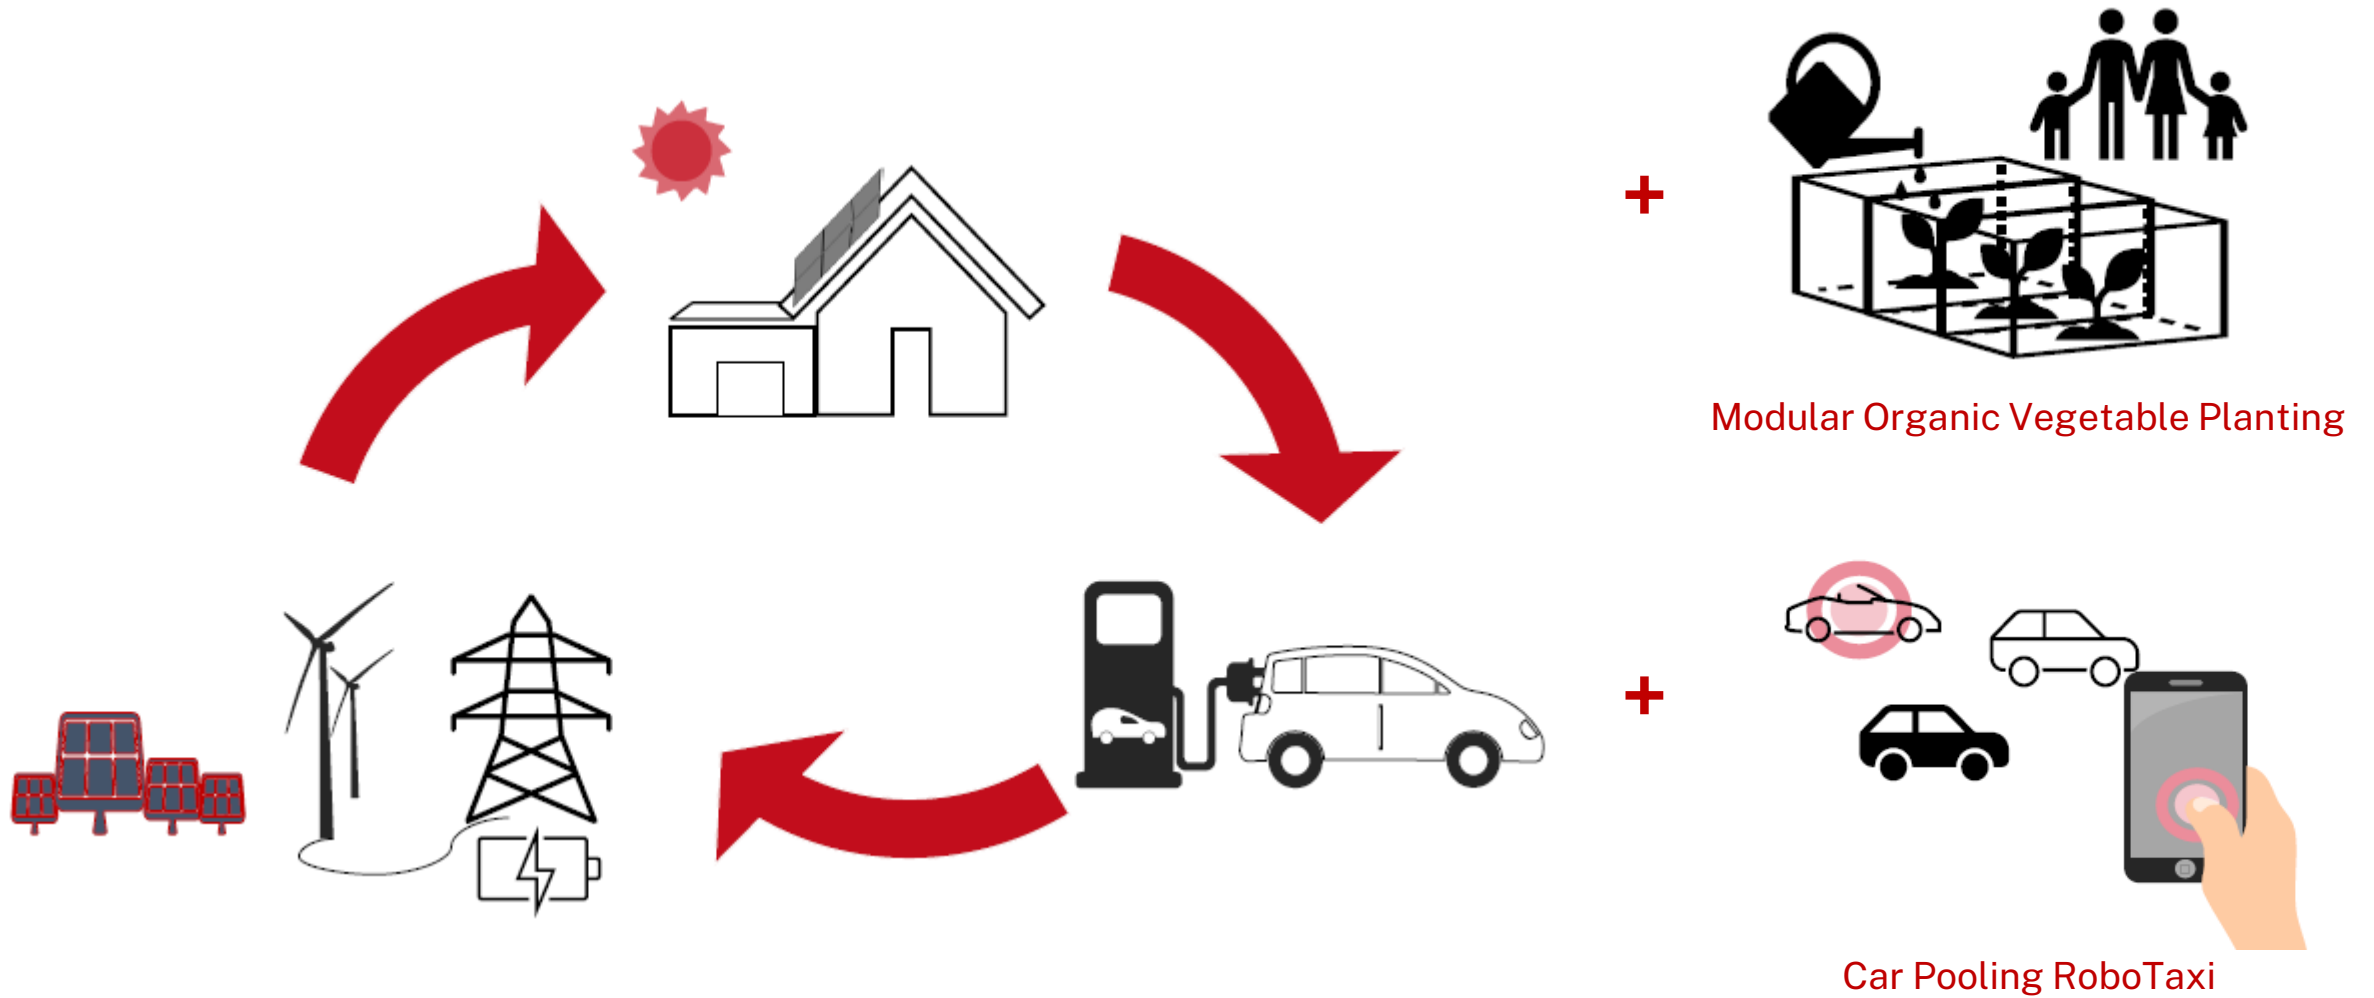 +
Modular Organic Vegetable Planting
+
Car Pooling RoboTaxi